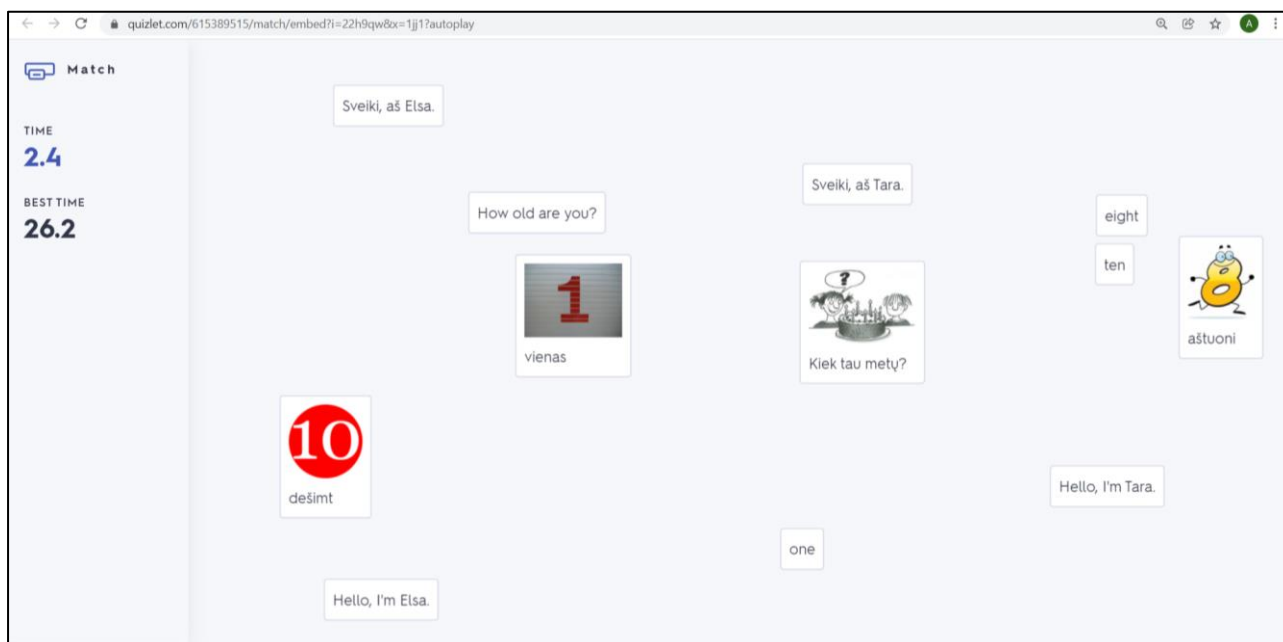 quizlet.com/615389515/match/embed?i=22h9qw&x=1jj1?autoplay
A
Match
TIME
2.4
BEST TIME
26.2
Sveiki, aš Elsa.
Sveiki, aš Tara.
How old are you?
eight
ten
1
vienas
?
Kiek tau metų?
8
aštuoni
10
dešimt
Hello, I'm Tara.
one
Hello, I'm Elsa.